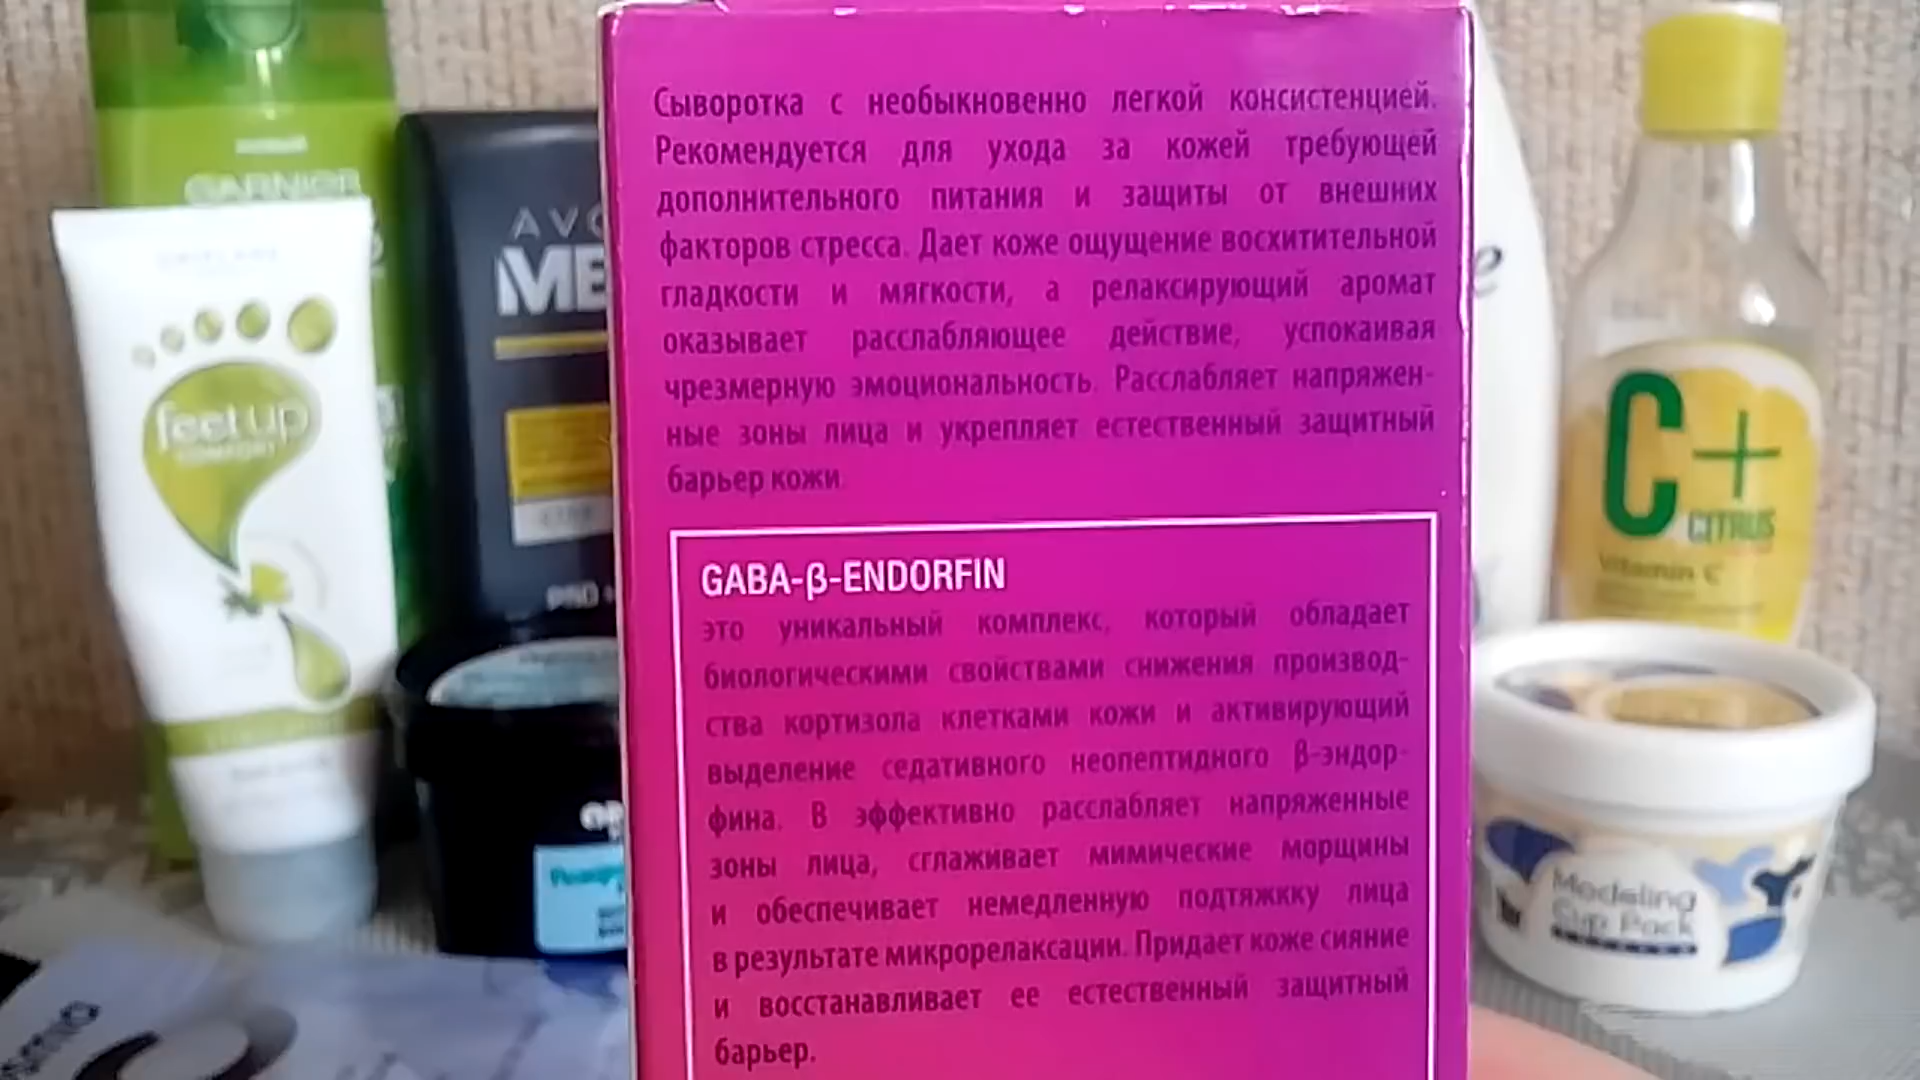 Сыворотка с необыкновенно легкой консистенцией.
Рекомендуется для ухода за кожей требующей
дополнительного питания и защиты от внешних
факторов стресса. Дает коже ощущение восхитительной
гладкости и мягкости, а релаксирующий аромат
оказывает расслабляющее действие, успокаивая
чрезмерную эмоциональность. Расслабляет напряжен-
ные зоны лица и укрепляет естественный защитный
барьер кожи.
GABA-β-ENDORFIN
это уникальный комплекс, который обладает
биологическими свойствами снижения производ-
ства кортизола клетками кожи и активирующий
выделение седативного неопептидного β-эндор-
фина. В эффективно расслабляет напряженные
зоны лица, сглаживает мимические морщины
и обеспечивает немедленную подтяжкку лица
в результате микрорелаксации. Придает коже сияние
и восстанавливает ее естественный защитный
барьер.
GARNIER
feet up
COMFORT
AVO
ME
C+
CITRUS
Vitamin C
Modeling
Cup Pack